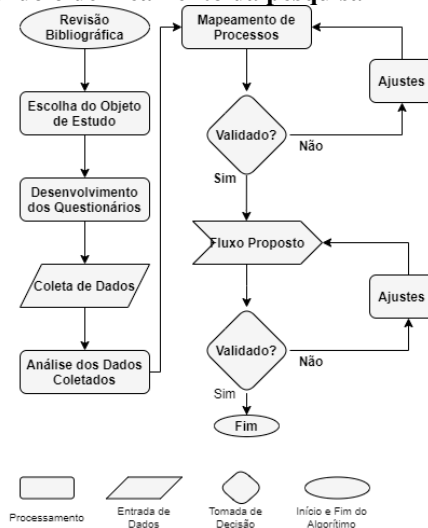 Revisão
Bibliográfica
Escolha do Objeto
de Estudo
Desenvolvimento
dos Questionários
Coleta de Dados
Análise dos Dados
Coletados
Mapeamento de
Processos
Ajustes
Validado?
Não
Sim
Fluxo Proposto
Ajustes
Validado?
Não
Sim
Fim
Processamento
Entrada de
Dados
Tomada de
Decisão
Início e Fim do
Algorítimo